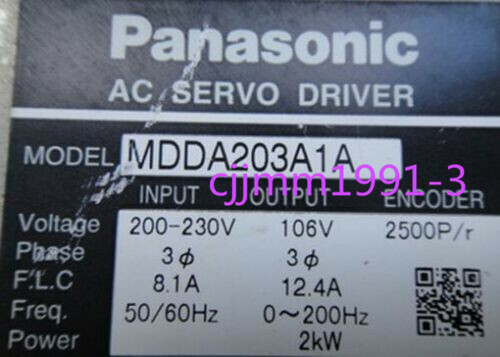 Panasonic
AC SERVO DRIVER
MODEL MDDA203A1A
cjjmm1991-3
INPUT OUTPUT ENCODER
Voltage 200-230V 106V 2500P/r
Phase 3ϕ 3ϕ
F.L.C 8.1A 12.4A
Freq. 50/60Hz 0～200Hz
Power 2kW